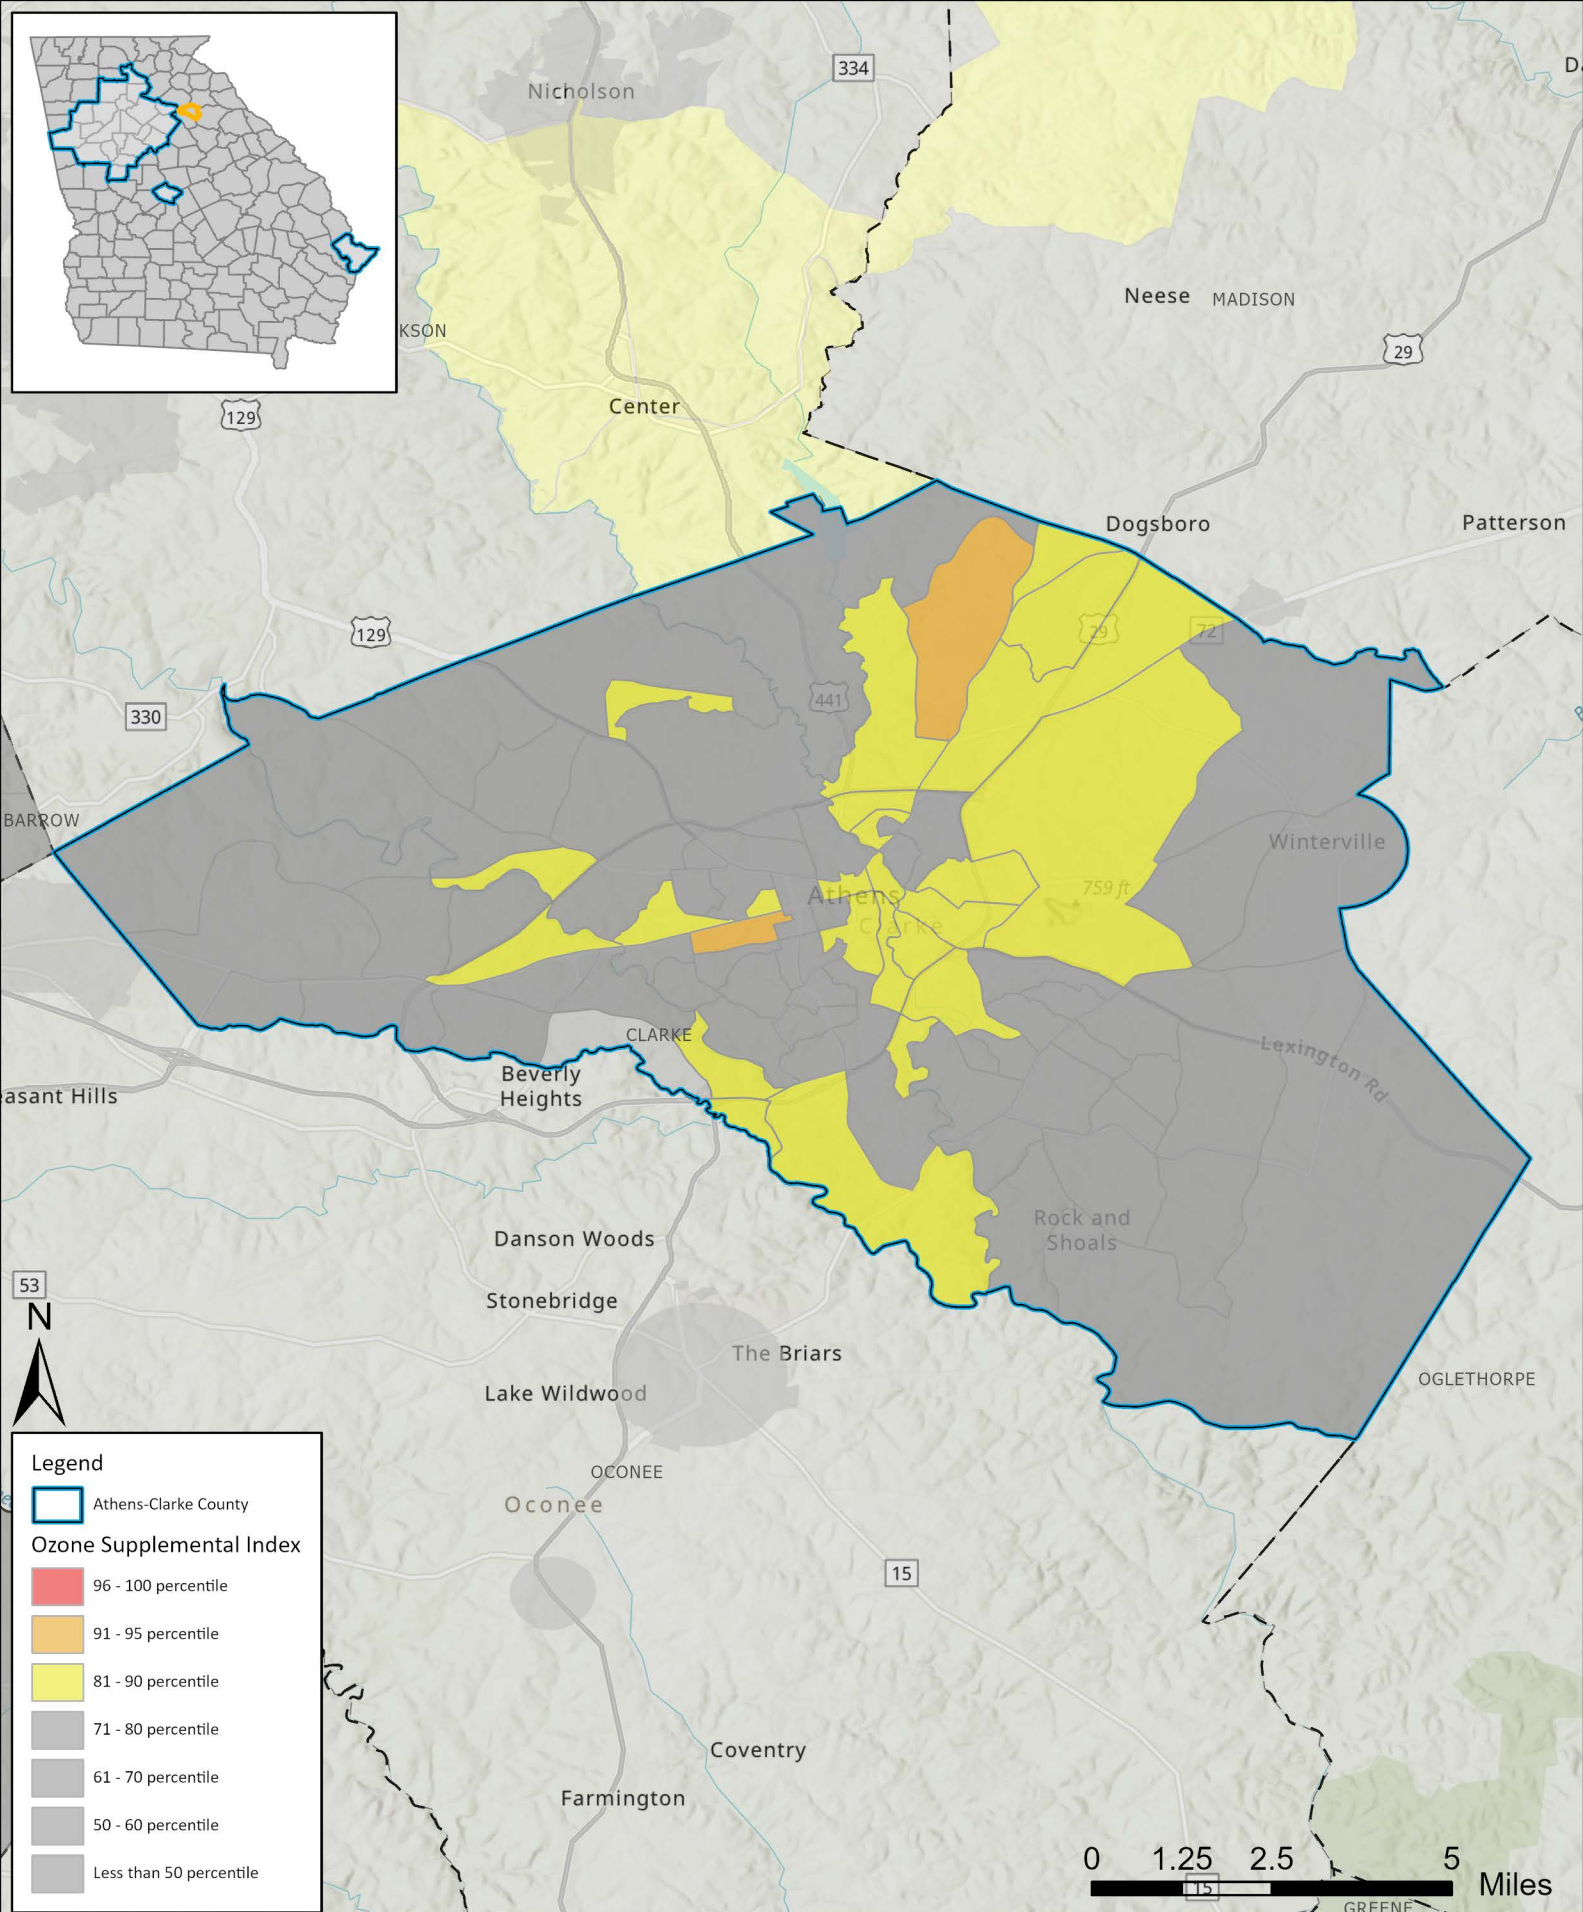 334
Nicholson
Neese
MADISON
KSON
29
129
Center
Dogsboro
Patterson
129
29
72
441
330
BARROW
Winterville
Athens
759 ft
Clarke
CLARKE
Lexington Rd
Beverly
Heights
easant Hills
Rock and
Shoals
Danson Woods
53
Stonebridge
N
The Briars
Lake Wildwood
OGLETHORPE
OCONEE
Oconee
15
Coventry
Farmington
Legend
Athens-Clarke County
Ozone Supplemental Index
96 - 100 percentile
91 - 95 percentile
81 - 90 percentile
71 - 80 percentile
61 - 70 percentile
50 - 60 percentile
Less than 50 percentile
0 1.25 2.5 5
Miles
15
GREENE